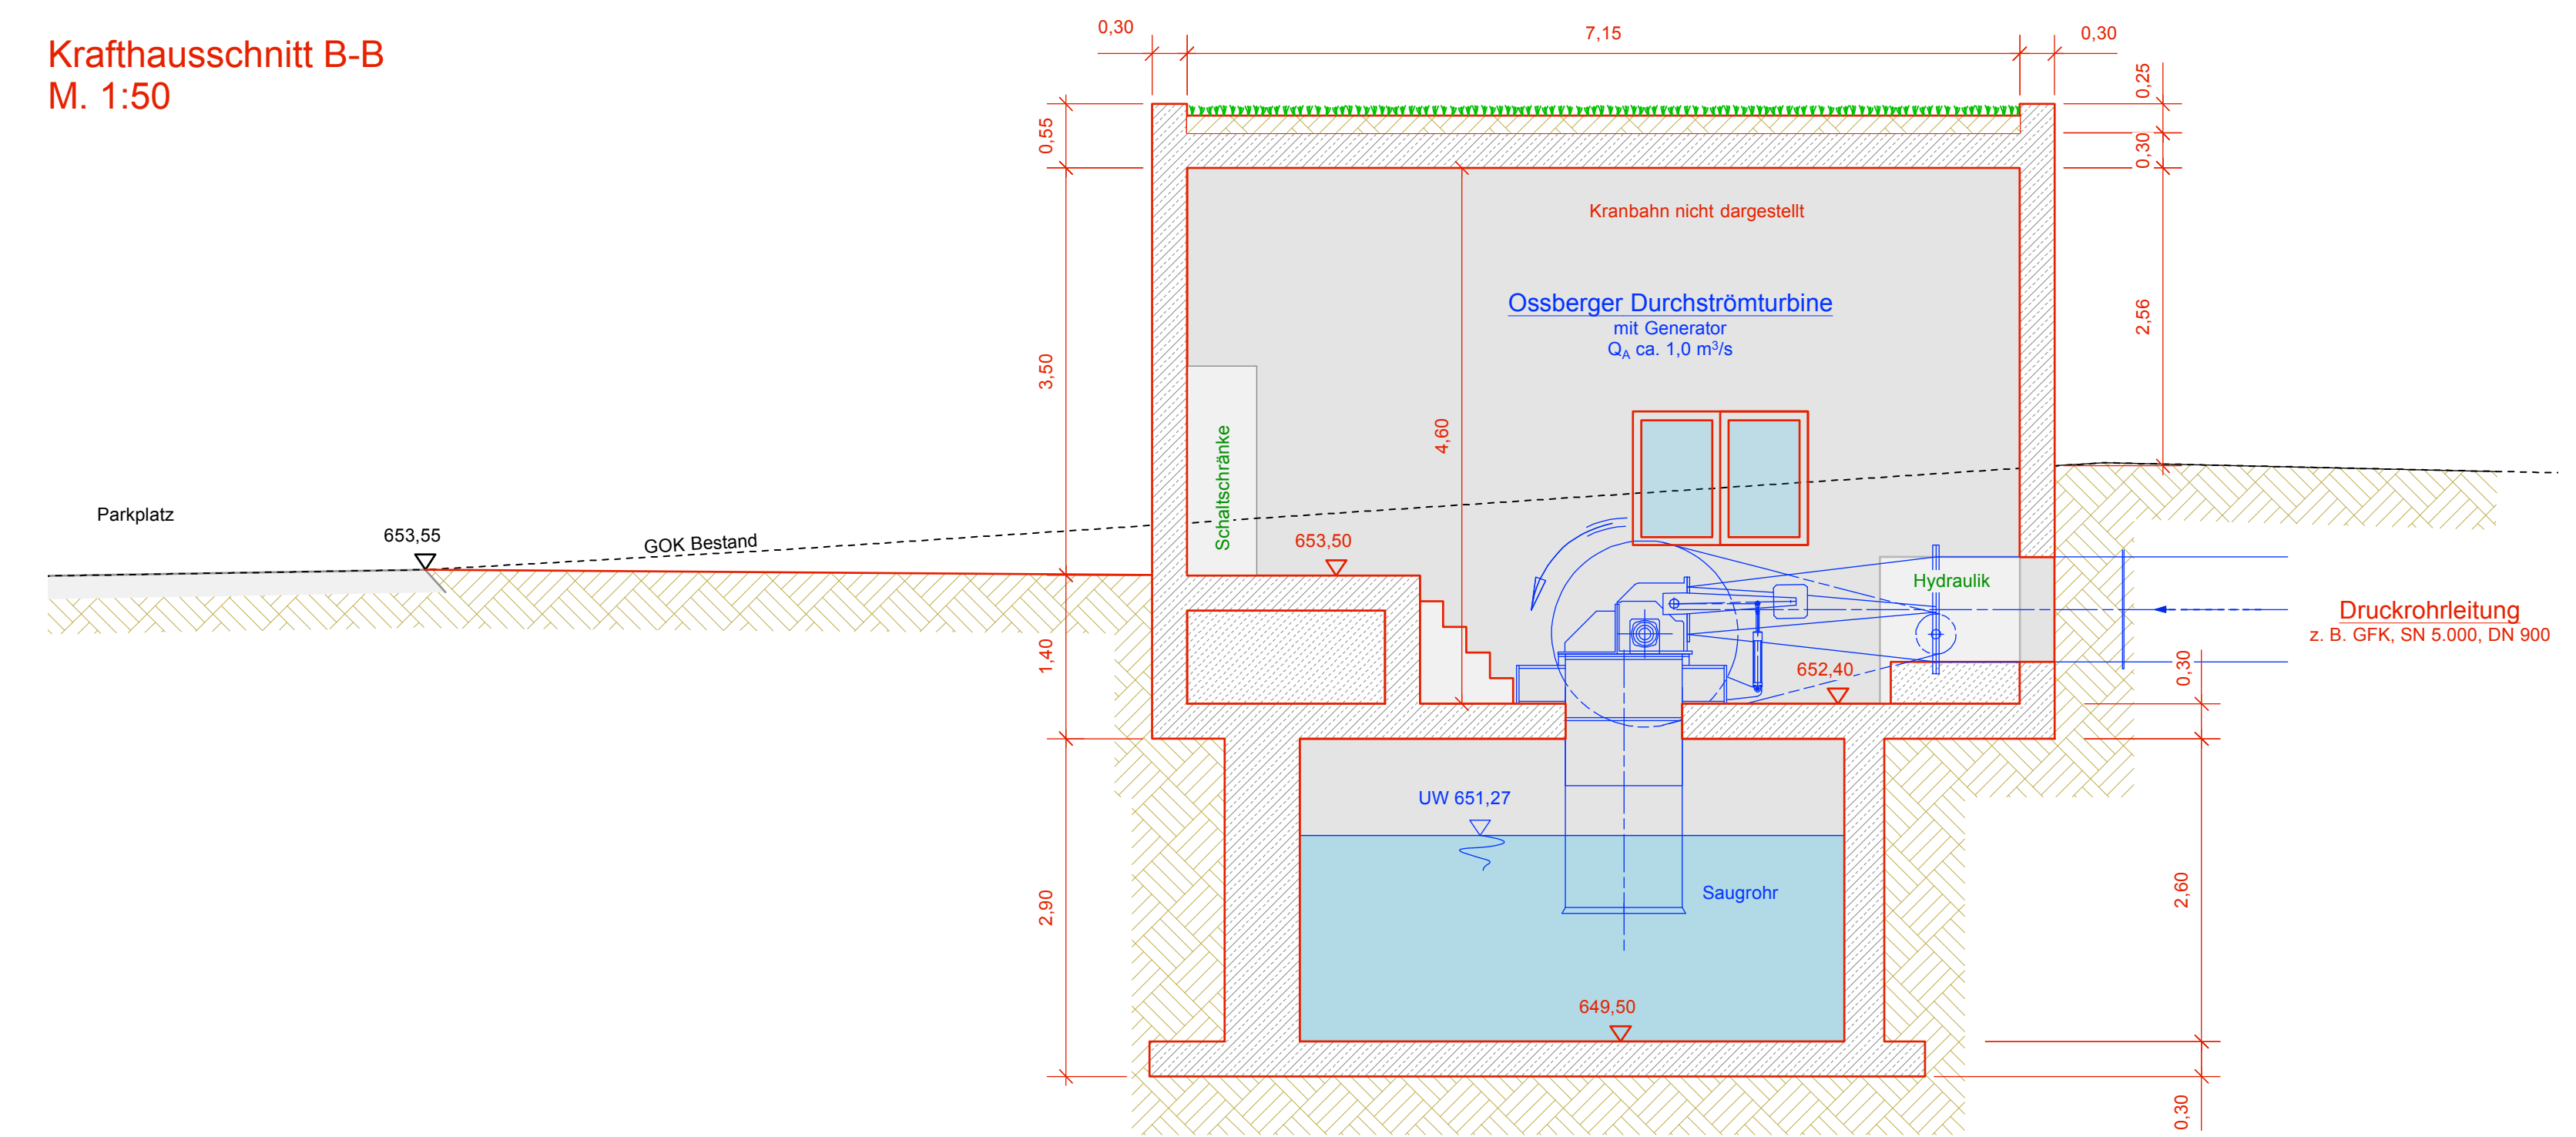 Krafthausschnitt B-B
M. 1:50
0,30
7,15
0,30
0,25
0,55
0,30
Kranbahn nicht dargestellt
Ossberger Durchströmturbine
mit Generator
QA ca. 1,0 m³/s
2,56
3,50
4,60
Schaltschränke
Parkplatz
653,55
GOK Bestand
653,50
Hydraulik
Druckrohrleitung
z. B. GFK, SN 5.000, DN 900
1,40
652,40
0,30
UW 651,27
Saugrohr
2,90
2,60
649,50
0,30